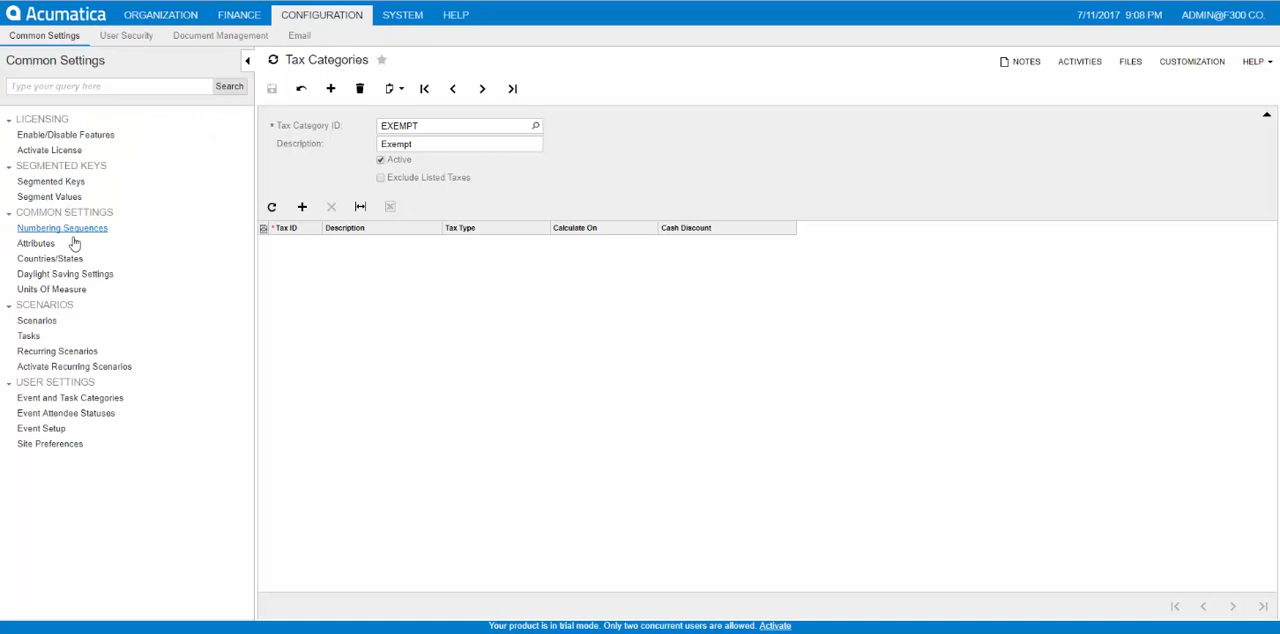 Acumatica ORGANIZATION FINANCE CONFIGURATION SYSTEM HELP 7/11/2017 9:08 PM ADMIN@F300 CO.
Common Settings User Security Document Management Email
Common Settings
Type your query here Search
LICENSING
Enable/Disable Features
Activate License
SEGMENTED KEYS
Segmented Keys
Segment Values
COMMON SETTINGS
Numbering Sequences
Attributes
Countries/States
Daylight Saving Settings
Units Of Measure
SCENARIOS
Scenarios
Tasks
Recurring Scenarios
Activate Recurring Scenarios
USER SETTINGS
Event and Task Categories
Event Attendee Statuses
Event Setup
Site Preferences
Tax Categories NOTES ACTIVITIES FILES CUSTOMIZATION HELP
* Tax Category ID: EXEMPT
Description: Exempt
Active
Exclude Listed Taxes
* Tax ID Description Tax Type Calculate On Cash Discount
Your product is in trial mode. Only two concurrent users are allowed. Activate